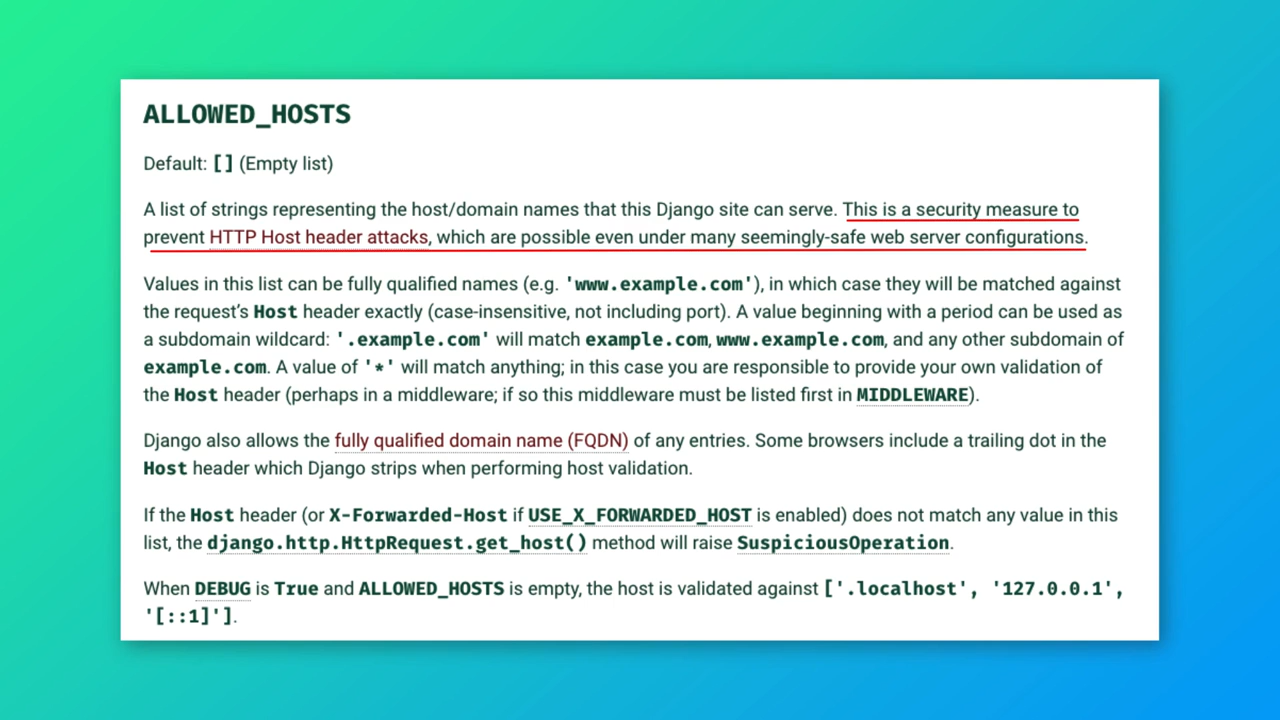 ALLOWED_HOSTS
Default: [] (Empty list)
A list of strings representing the host/domain names that this Django site can serve. This is a security measure to
prevent HTTP Host header attacks, which are possible even under many seemingly-safe web server configurations.
Values in this list can be fully qualified names (e.g. 'www.example.com'), in which case they will be matched against
the request’s Host header exactly (case-insensitive, not including port). A value beginning with a period can be used as
a subdomain wildcard: '.example.com' will match example.com, www.example.com, and any other subdomain of
example.com. A value of '*' will match anything; in this case you are responsible to provide your own validation of
the Host header (perhaps in a middleware; if so this middleware must be listed first in MIDDLEWARE).
Django also allows the fully qualified domain name (FQDN) of any entries. Some browsers include a trailing dot in the
Host header which Django strips when performing host validation.
If the Host header (or X-Forwarded-Host if USE_X_FORWARDED_HOST is enabled) does not match any value in this
list, the django.http.HttpRequest.get_host() method will raise SuspiciousOperation.
When DEBUG is True and ALLOWED_HOSTS is empty, the host is validated against ['.localhost', '127.0.0.1',
'[::1]'].